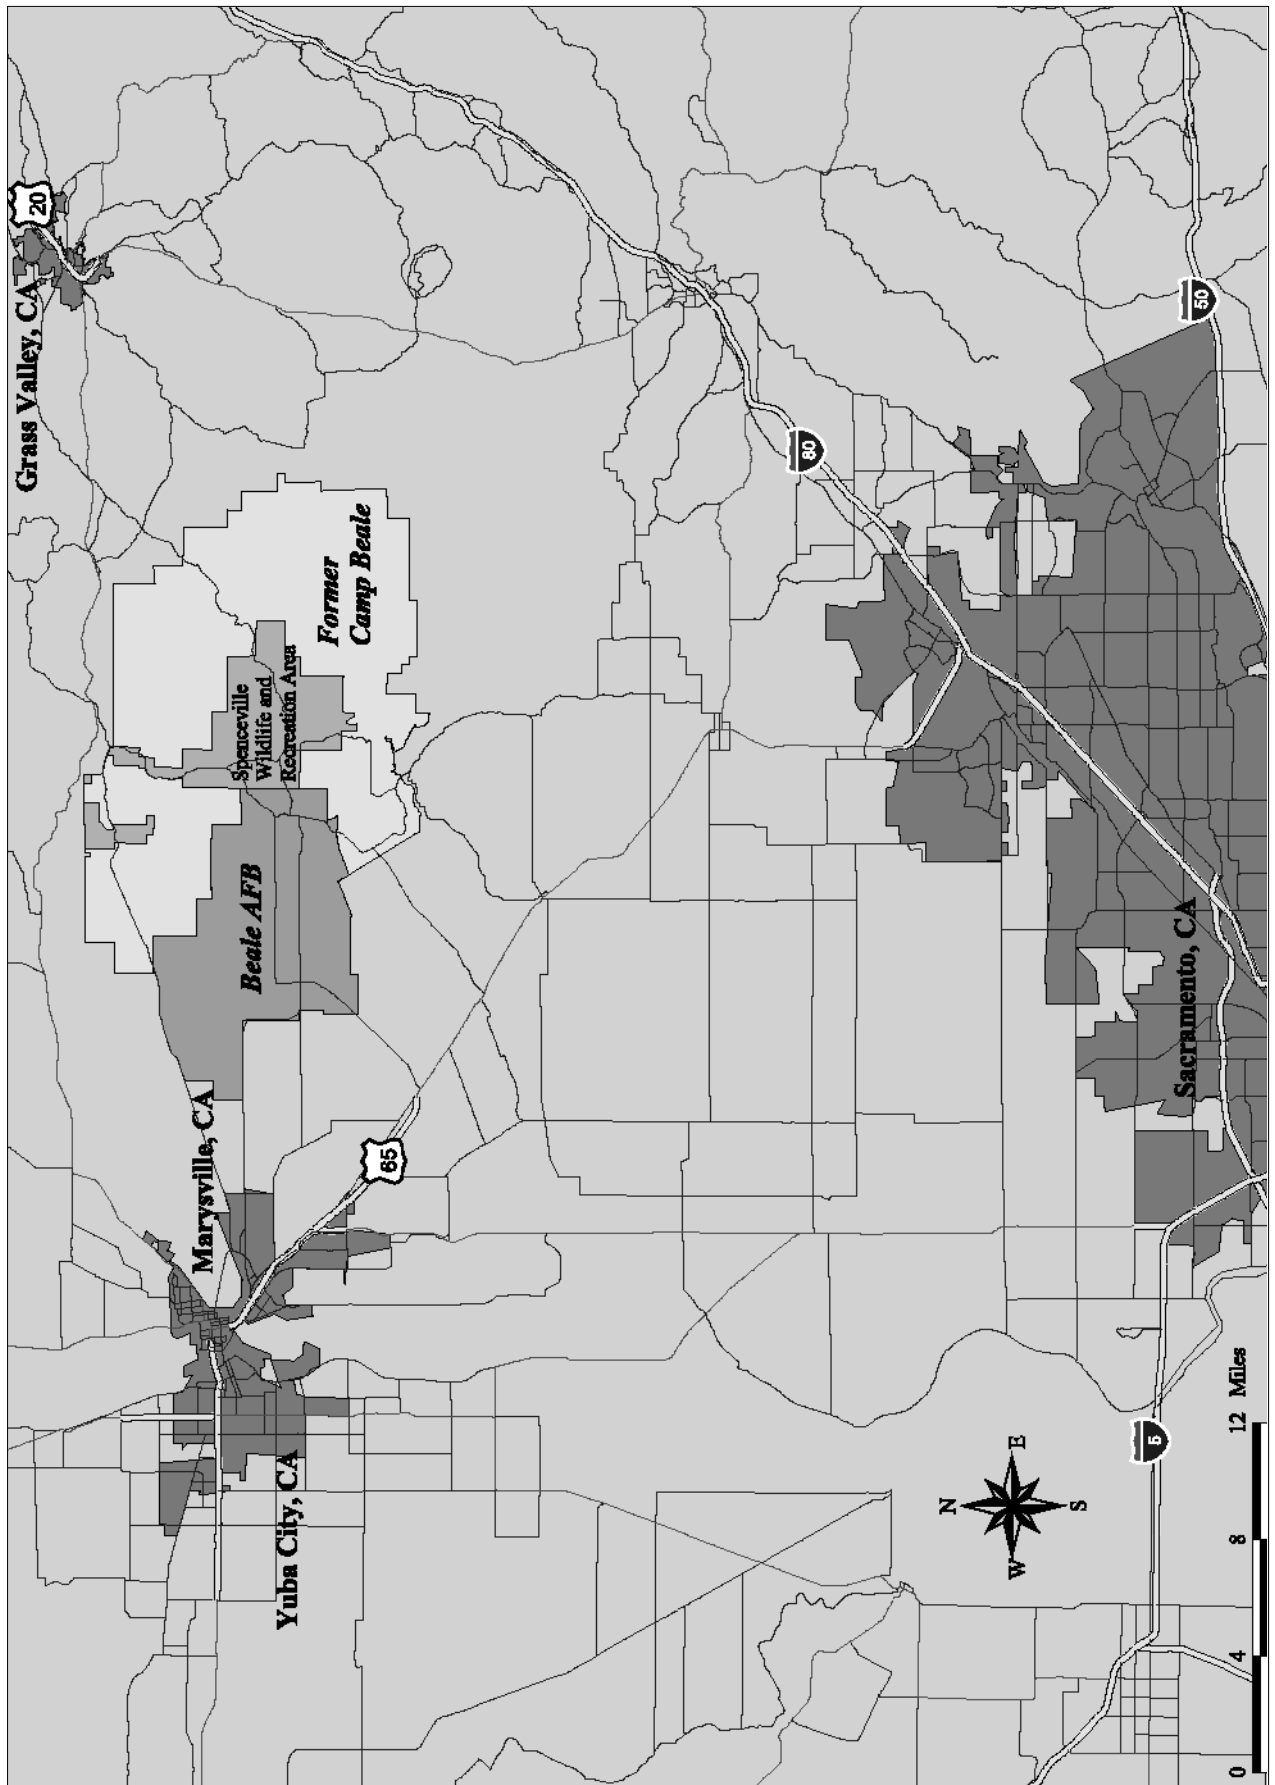 Grass Valley, CA
20
Former
Camp Beale
Spenceville
Wildlife and
Recreation Area
Beale AFB
Marysville, CA
Yuba City, CA
65
80
50
Sacramento, CA
5
N
W
E
S
0
4
8
12
Miles